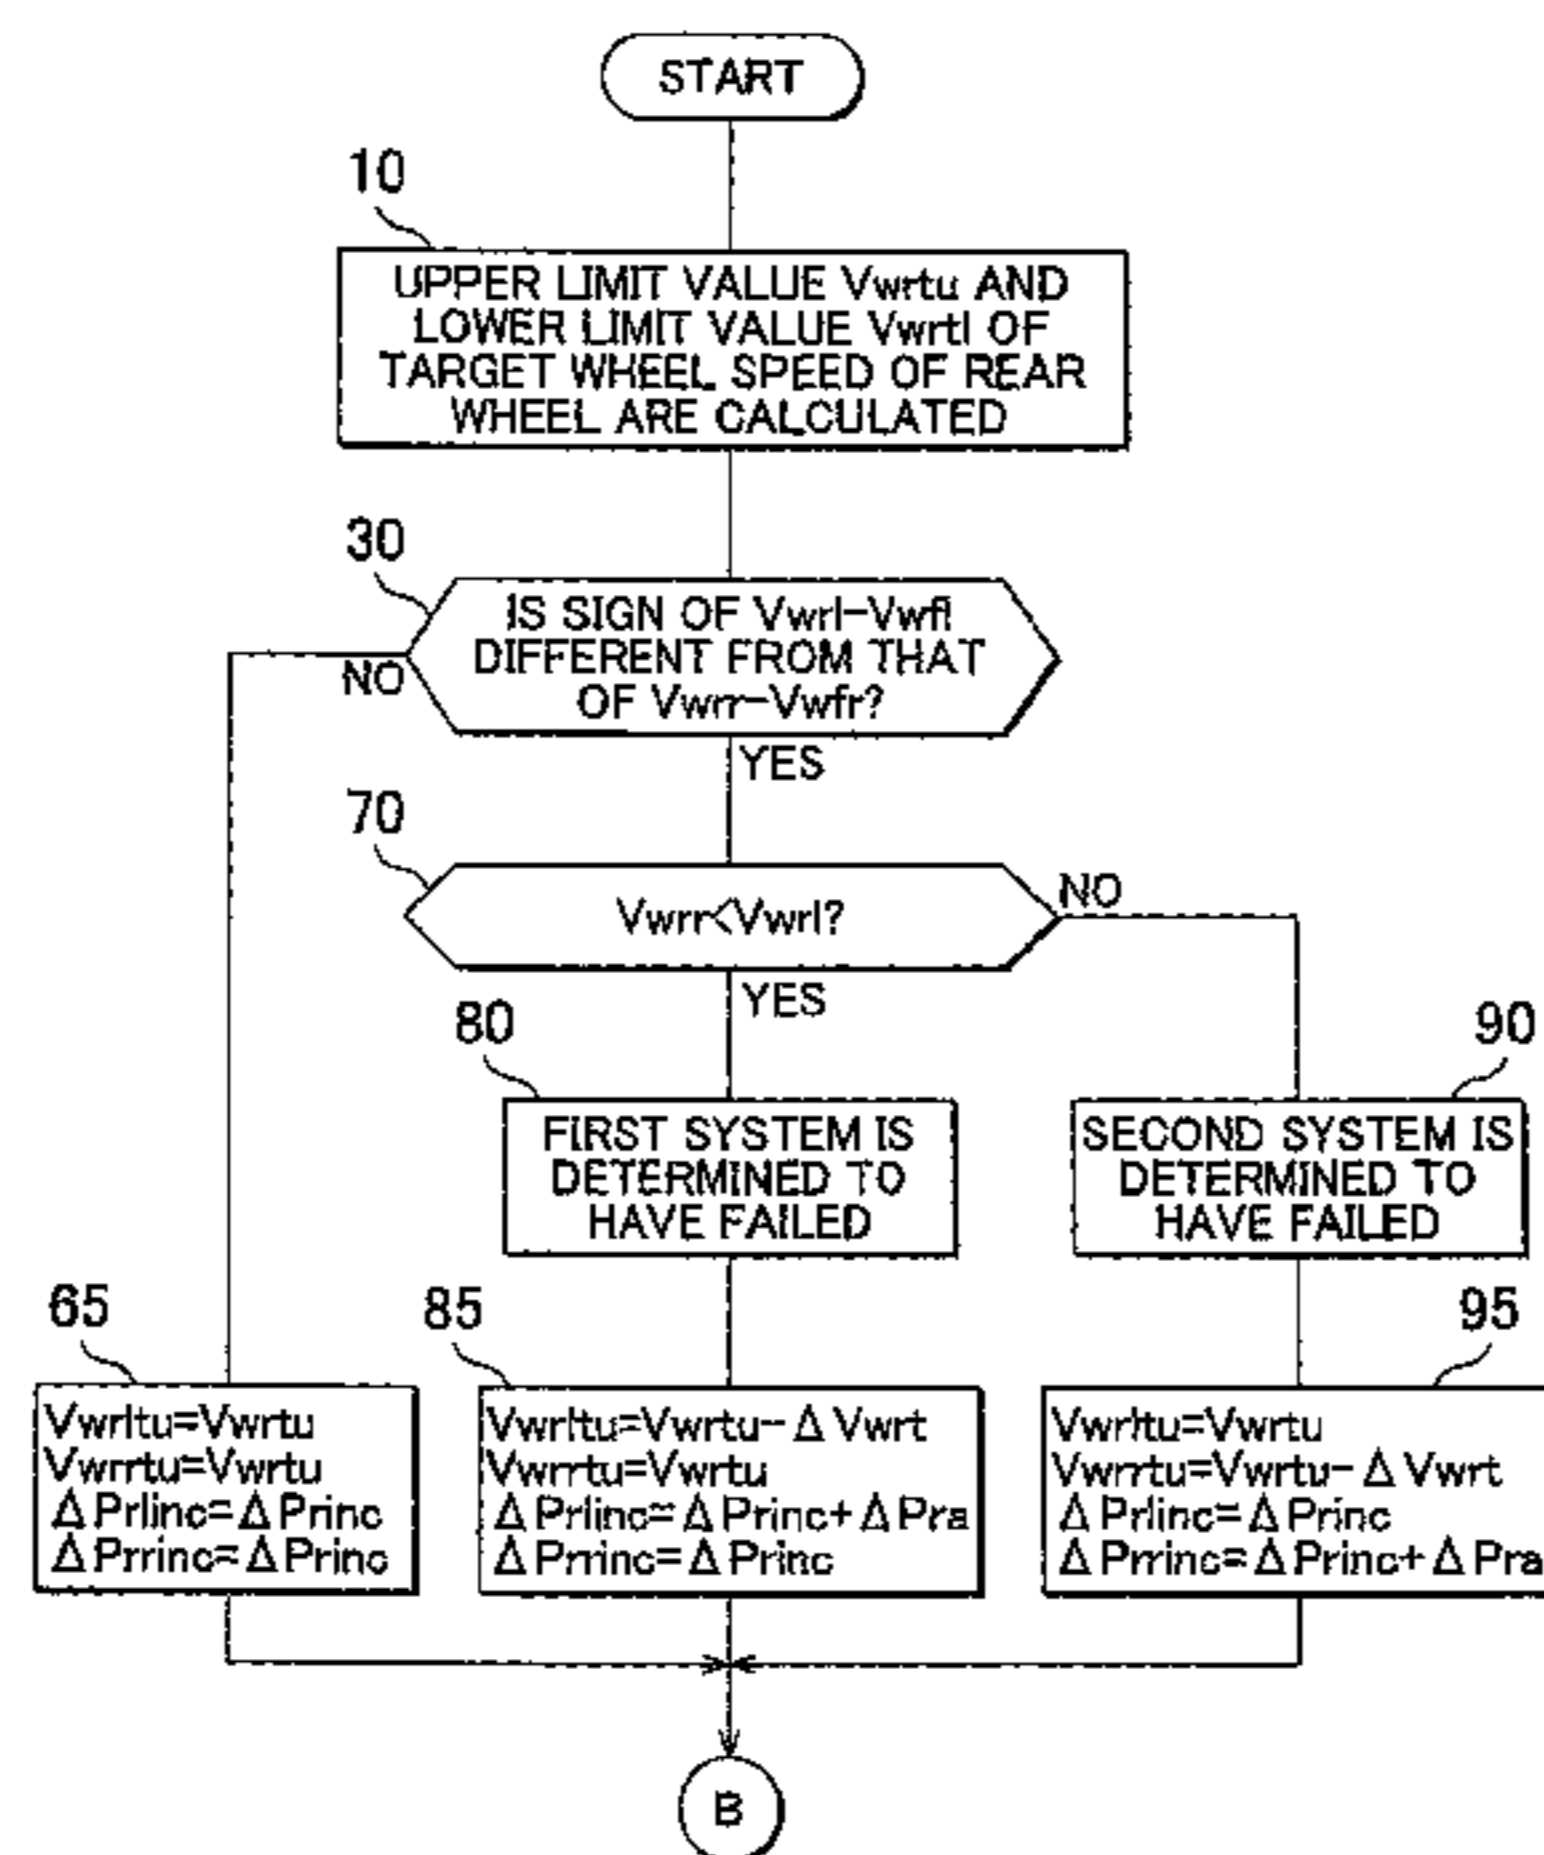 START
10
UPPER LIMIT VALUE Vwrtu AND
LOWER LIMIT VALUE Vwrtl OF
TARGET WHEEL SPEED OF REAR
WHEEL ARE CALCULATED
30
IS SIGN OF Vwrl-Vwfl
DIFFERENT FROM THAT
OF Vwrr-Vwfr?
NO
YES
70
Vwrr<Vwrl?
NO
YES
80
FIRST SYSTEM IS
DETERMINED TO
HAVE FAILED
90
SECOND SYSTEM IS
DETERMINED TO
HAVE FAILED
65
Vwrltu=Vwrtu
Vwrrtu=Vwrtu
ΔPrlinc=ΔPrinc
ΔPrrinc=ΔPrinc
85
Vwrltu=Vwrtu-ΔVwrt
Vwrrtu=Vwrtu
ΔPrlinc=ΔPrinc+ΔPra
ΔPrrinc=ΔPrinc
95
Vwrltu=Vwrtu
Vwrrtu=Vwrtu-ΔVwrt
ΔPrlinc=ΔPrinc
ΔPrrinc=ΔPrinc+ΔPra
B